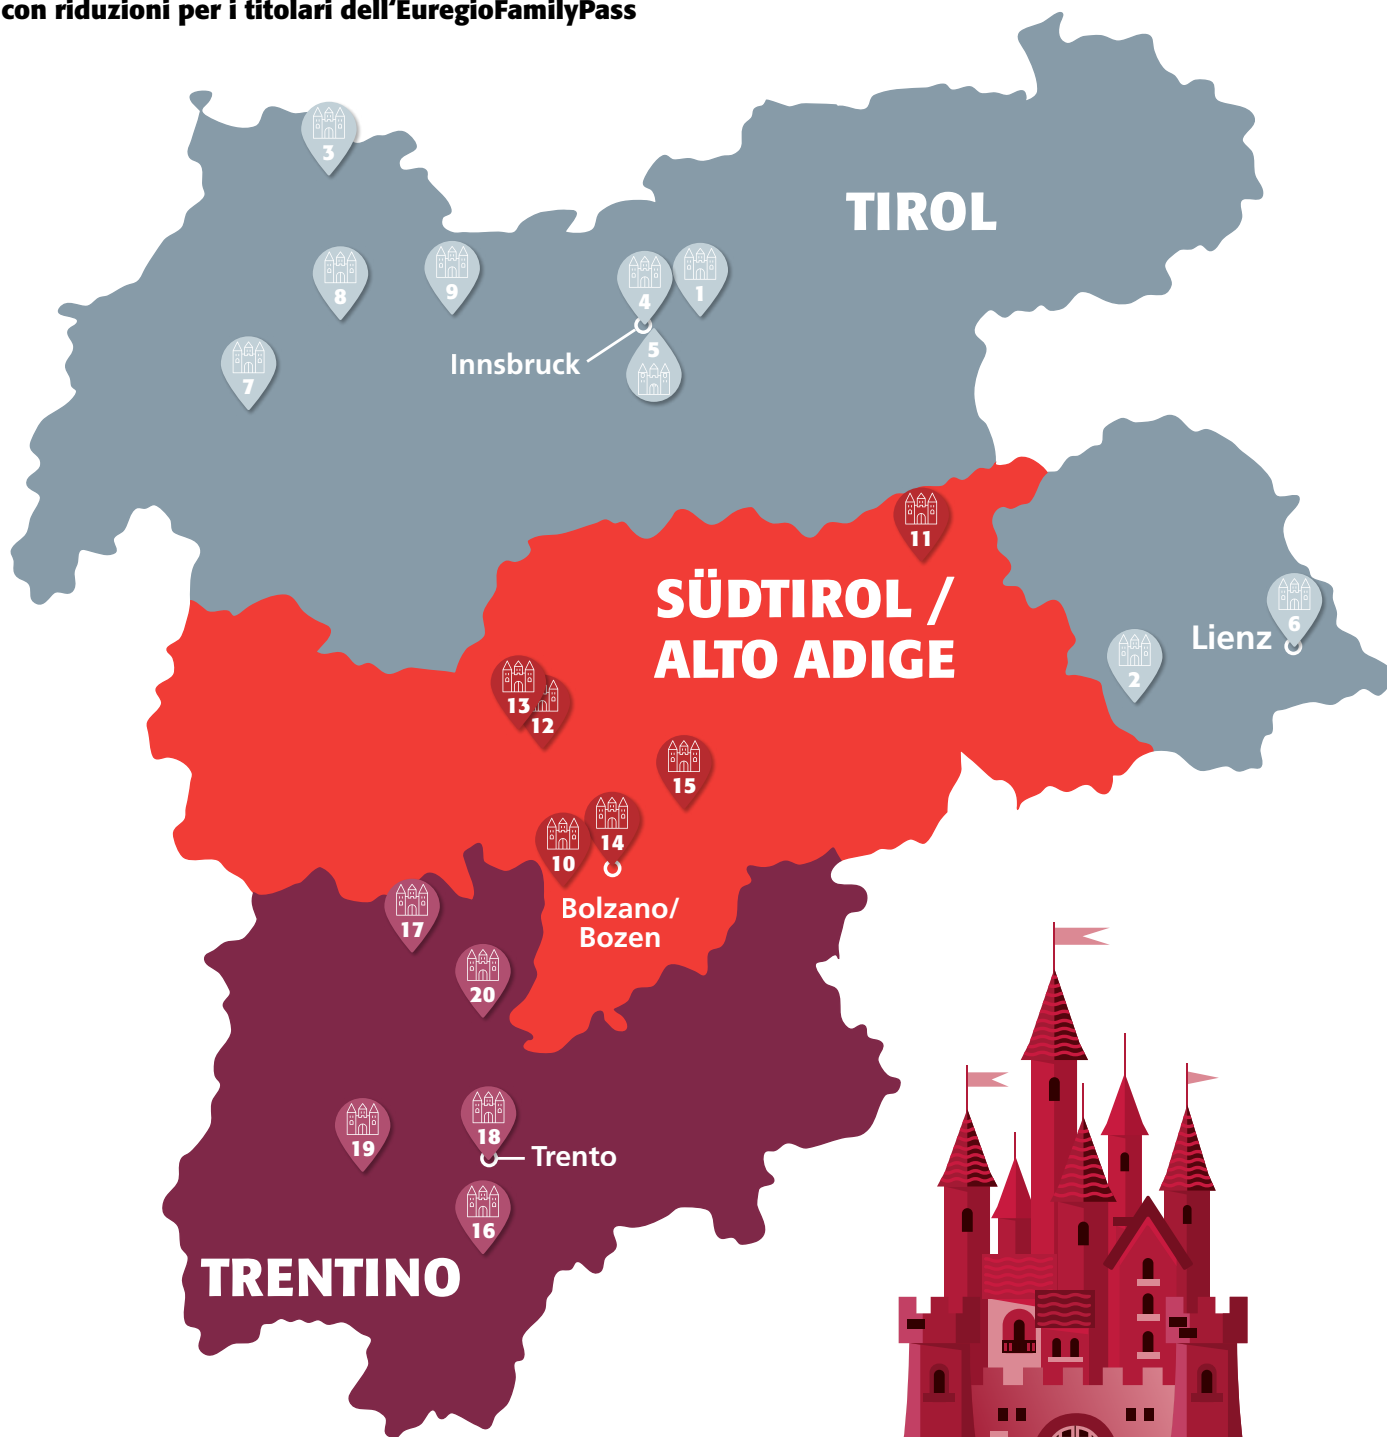 con riduzioni per i titolari dell'EuregioFamilyPass
3
TIROL
8
9
4
1
Innsbruck
5
7
11
SÜDTIROL /
ALTO ADIGE
6
Lienz
2
13
12
15
14
10
Bolzano/
Bozen
17
20
18
19
Trento
16
TRENTINO